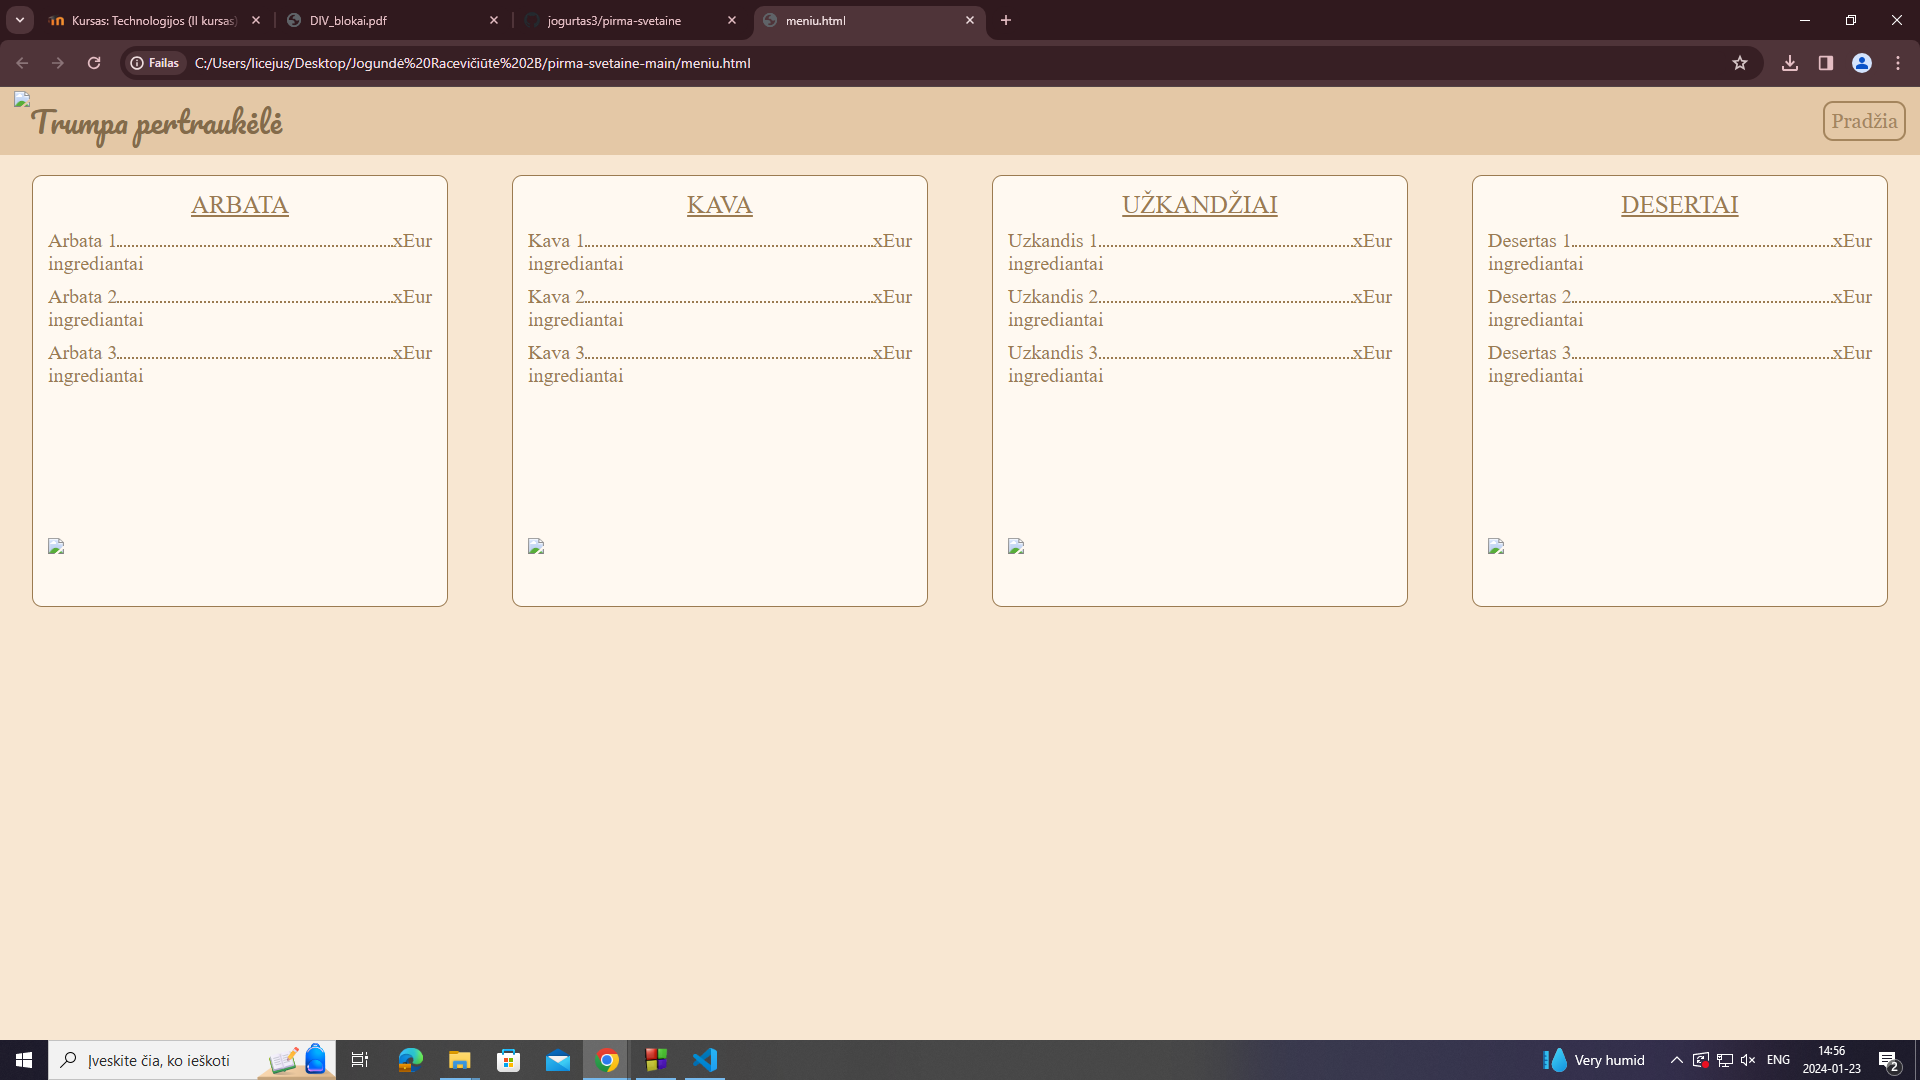 Kursas: Technologijos (II kursas)
DIV_blokai.pdf
jogurtas3/pirma-svetaine
meniu.html
Failas
C:/Users/licejus/Desktop/Jogundė%20Racevičiūtė%202B/pirma-svetaine-main/meniu.html
Trumpa pertraukėlė
Pradžia
ARBATA
Arbata 1 xEur
ingrediantai
Arbata 2 xEur
ingrediantai
Arbata 3 xEur
ingrediantai
KAVA
Kava 1 xEur
ingrediantai
Kava 2 xEur
ingrediantai
Kava 3 xEur
ingrediantai
UŽKANDŽIAI
Uzkandis 1 xEur
ingrediantai
Uzkandis 2 xEur
ingrediantai
Uzkandis 3 xEur
ingrediantai
DESERTAI
Desertas 1 xEur
ingrediantai
Desertas 2 xEur
ingrediantai
Desertas 3 xEur
ingrediantai
Įveskite čia, ko ieškoti
Very humid
ENG
14:56
2024-01-23
2